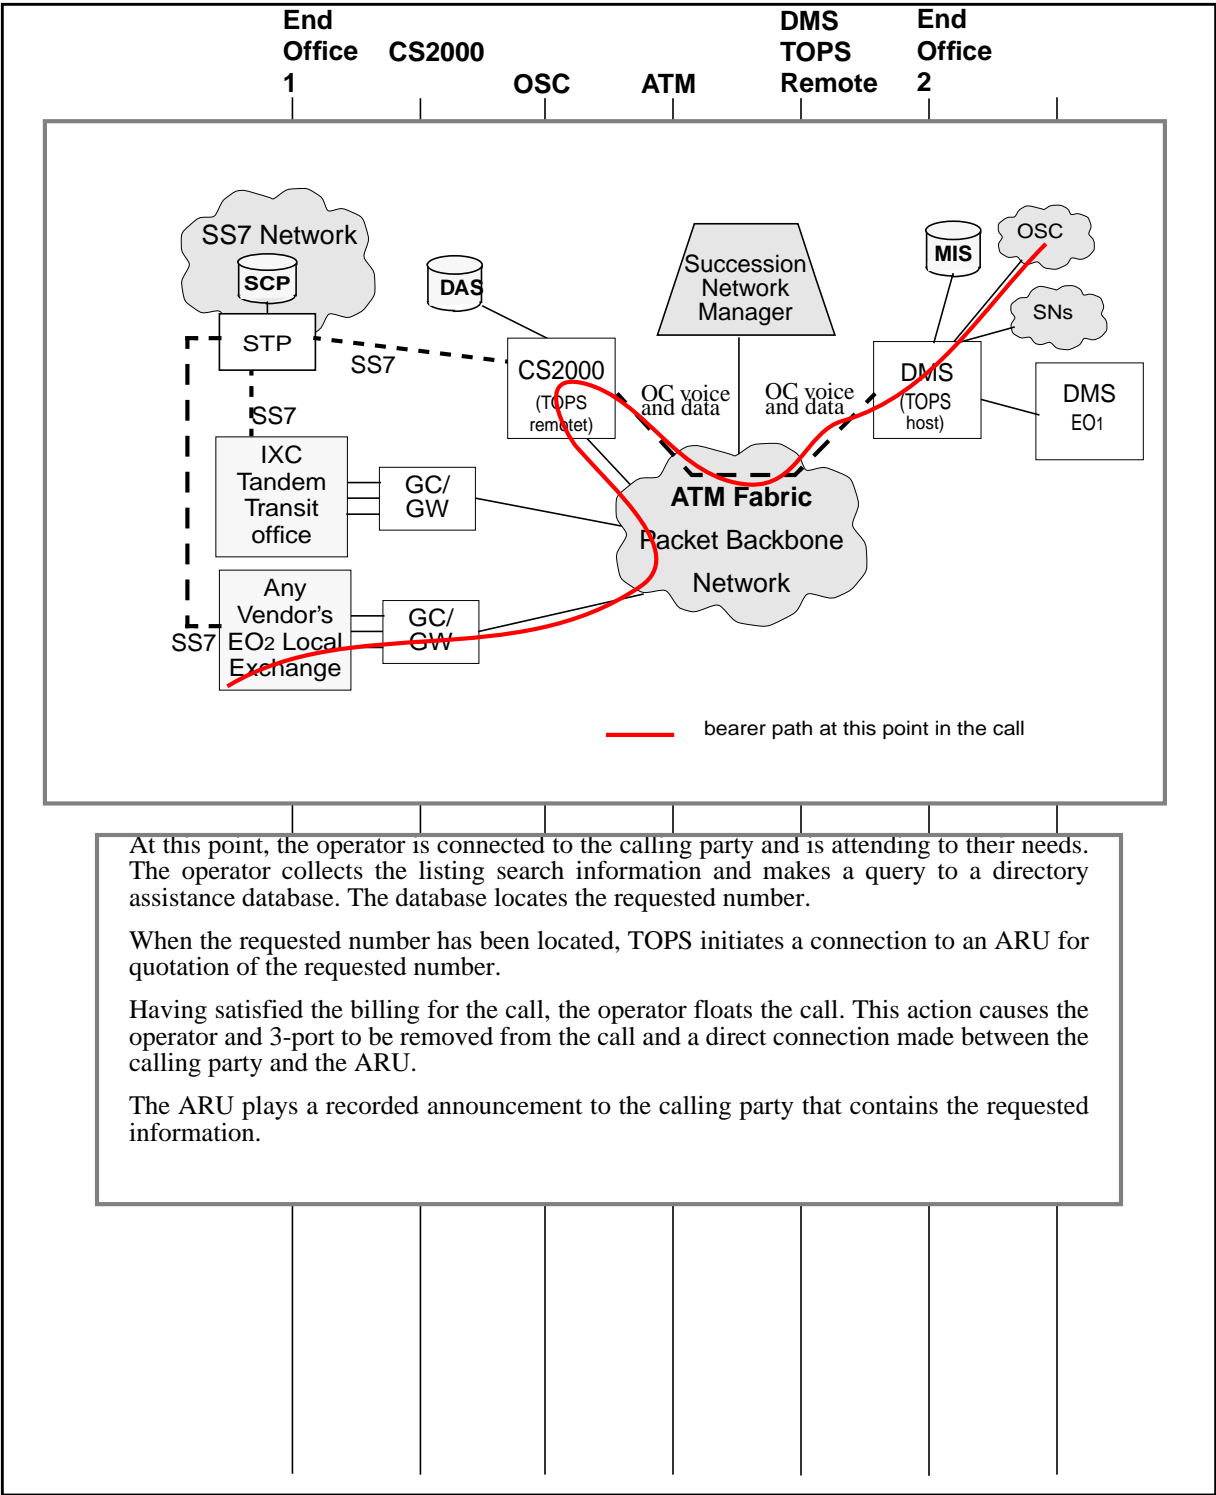 End
Office
1
CS2000
OSC
ATM
DMS
TOPS
Remote
End
Office
2
SS7 Network
SCP
STP
SS7
SS7
SS7
DAS
CS2000
(TOPS
remotet)
Succession
Network
Manager
OC voice
and data
OC voice
and data
MIS
OSC
SNs
DMS
(TOPS
host)
DMS
EO1
IXC
Tandem
Transit
office
GC/
GW
ATM Fabric
Packet Backbone
Network
Any
Vendor's
EO2 Local
Exchange
GC/
GW
bearer path at this point in the call
At this point, the operator is connected to the calling party and is attending to their needs.
The operator collects the listing search information and makes a query to a directory
assistance database. The database locates the requested number.
When the requested number has been located, TOPS initiates a connection to an ARU for
quotation of the requested number.
Having satisfied the billing for the call, the operator floats the call. This action causes the
operator and 3-port to be removed from the call and a direct connection made between the
calling party and the ARU.
The ARU plays a recorded announcement to the calling party that contains the requested
information.